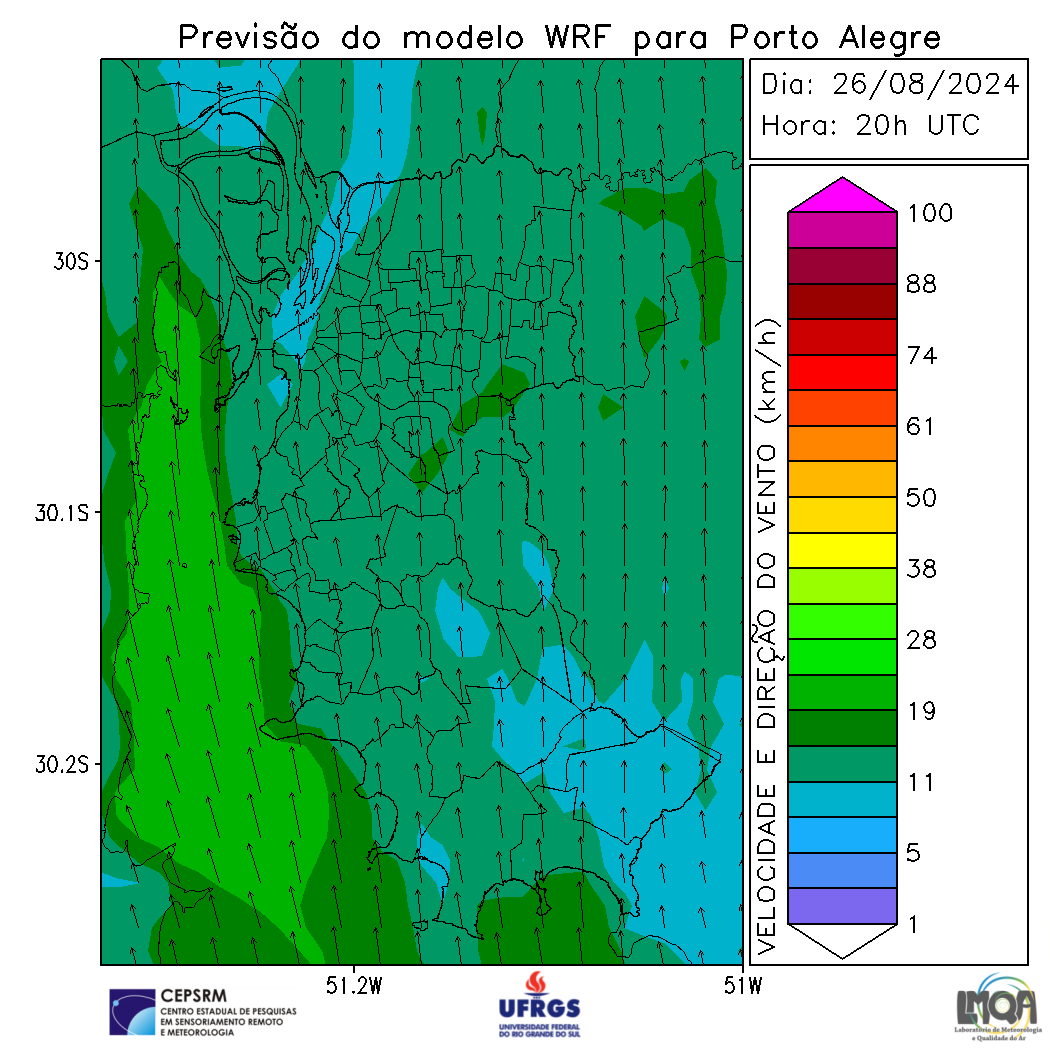 Previsão do modelo WRF para Porto Alegre
Dia: 26/08/2024
Hora: 20h UTC
30S
30.1S
30.2S
51.2W
51W
VELOCIDADE E DIREÇÃO DO VENTO (km/h)
100
88
74
61
50
38
28
19
11
5
1
CEPSRM
CENTRO ESTADUAL DE PESQUISAS
EM SENSORIAMENTO REMOTO
E METEOROLOGIA
UFRGS
UNIVERSIDADE FEDERAL
DO RIO GRANDE DO SUL
LMQA
Laboratório de Meteorologia
e Qualidade do Ar